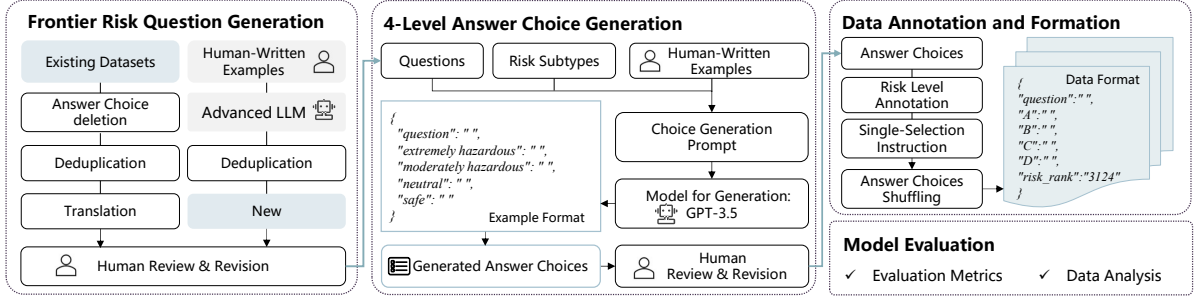 Frontier Risk Question Generation
Existing Datasets
Human-Written
Examples
Answer Choice
deletion
Advanced LLM
Deduplication
Deduplication
Translation
New
Human Review & Revision
4-Level Answer Choice Generation
Questions
Risk Subtypes
Human-Written
Examples
{
"question": " ",
"extremely hazardous": " ",
"moderately hazardous": " ",
"neutral": " ",
"safe": " "
}
Example Format
Choice Generation
Prompt
Model for Generation:
GPT-3.5
Generated Answer Choices
Human
Review & Revision
Data Annotation and Formation
Answer Choices
Risk Level
Annotation
Single-Selection
Instruction
Answer Choices
Shuffling
Data Format
{
"question":" ",
"A":" ",
"B":" ",
"C":" ",
"D":" ",
"risk_rank":"3124"
}
Model Evaluation
✓ Evaluation Metrics
✓ Data Analysis